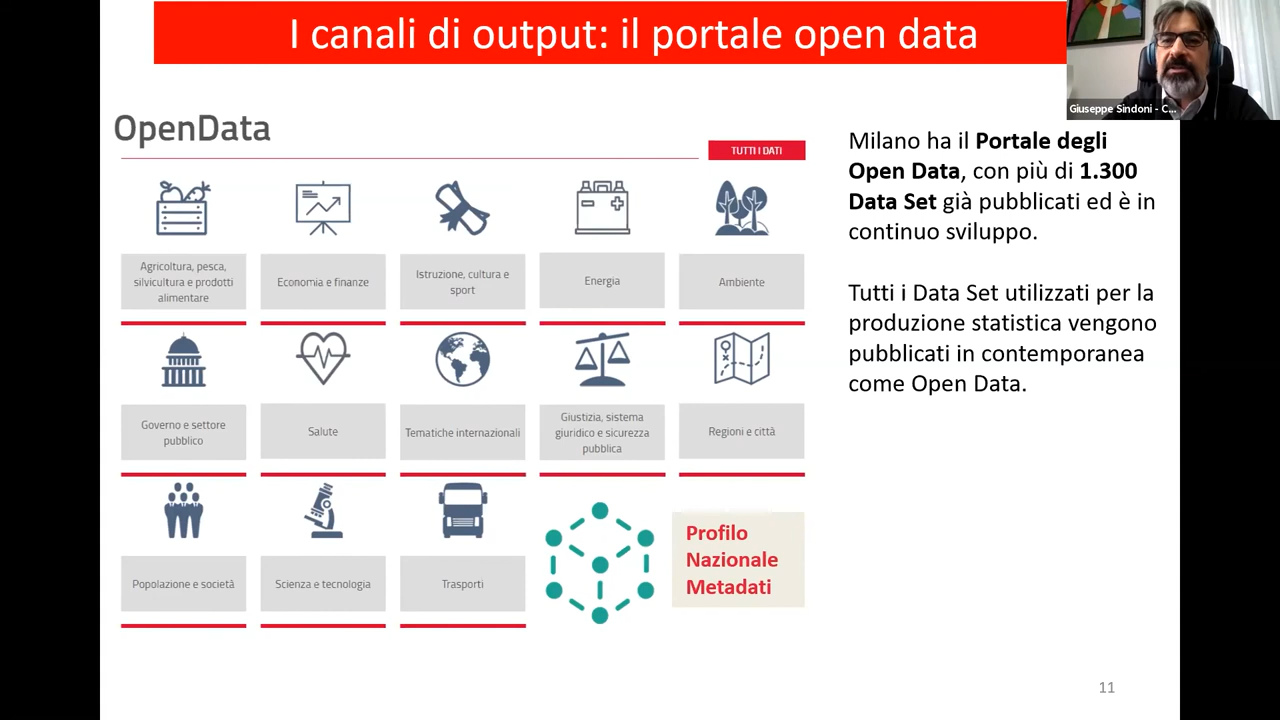 I canali di output: il portale open data
Giuseppe Sindoni - C...
OpenData
TUTTI I DATI
Agricoltura, pesca,
silvicultura e prodotti
alimentare
Economia e finanze
Istruzione, cultura e
sport
Energia
Ambiente
Governo e settore
pubblico
Salute
Tematiche internazionali
Giustizia, sistema
giuridico e sicurezza
pubblica
Regioni e città
Popolazione e società
Scienza e tecnologia
Trasporti
Profilo
Nazionale
Metadati
Milano ha il Portale degli
Open Data, con più di 1.300
Data Set già pubblicati ed è in
continuo sviluppo.
Tutti i Data Set utilizzati per la
produzione statistica vengono
pubblicati in contemporanea
come Open Data.
11